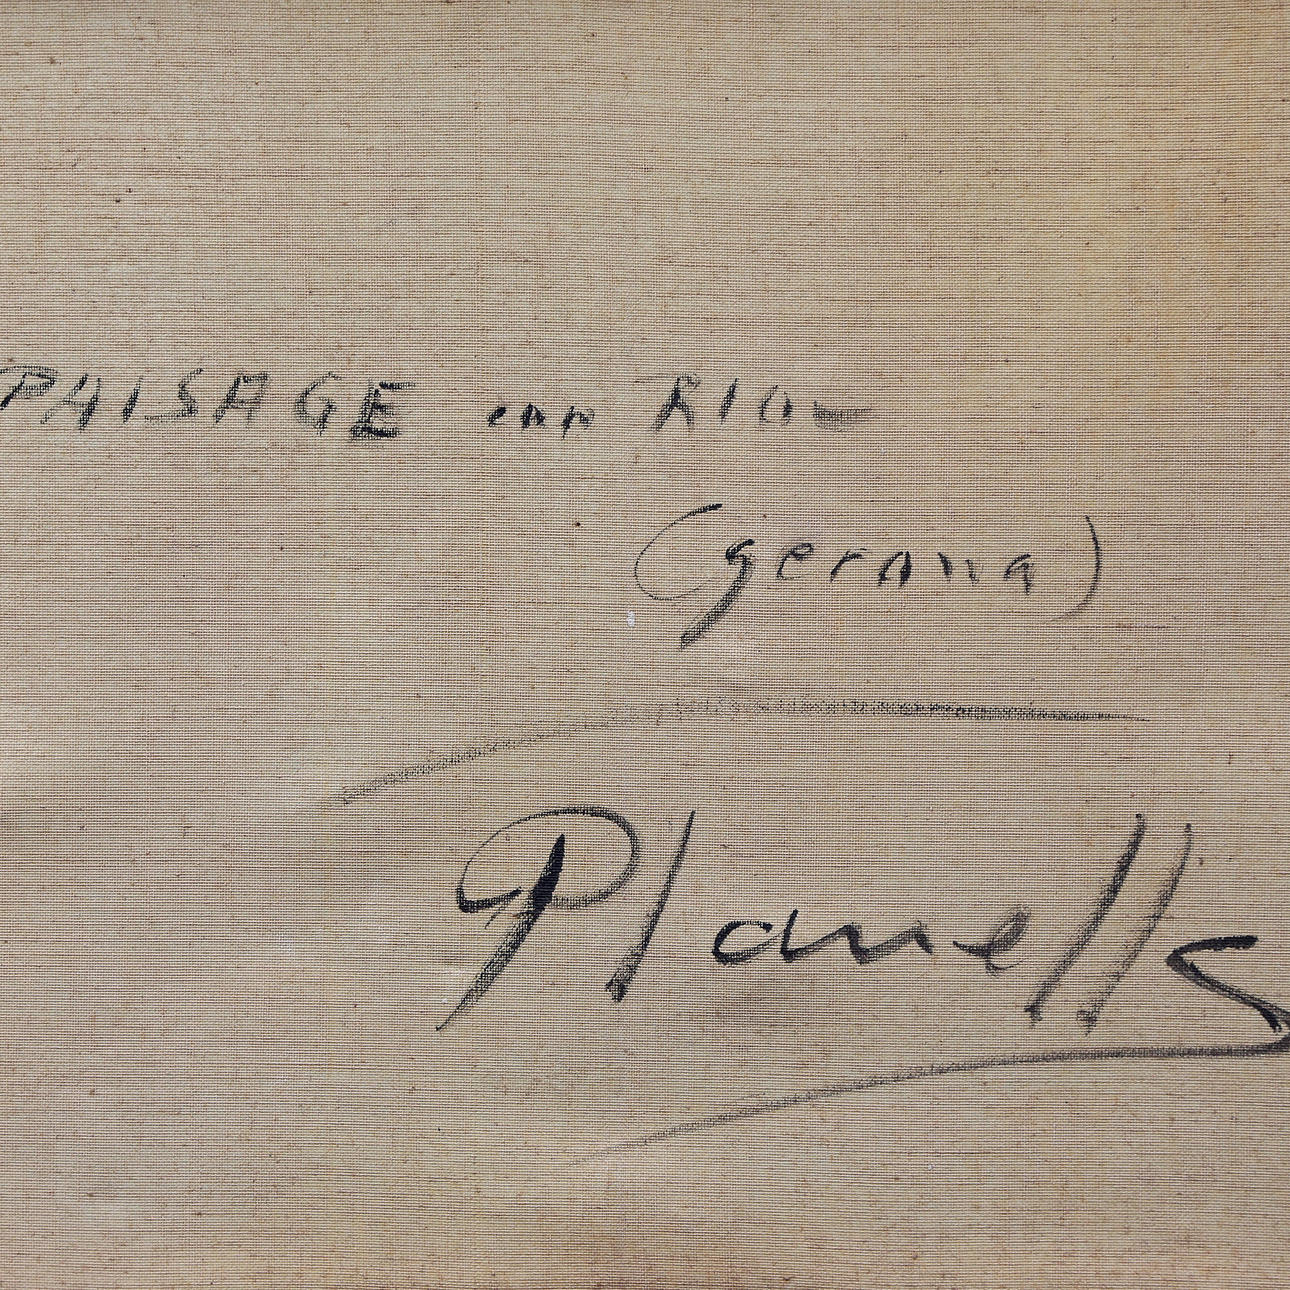 PAISAGE con RIO
(gerona)
Planells